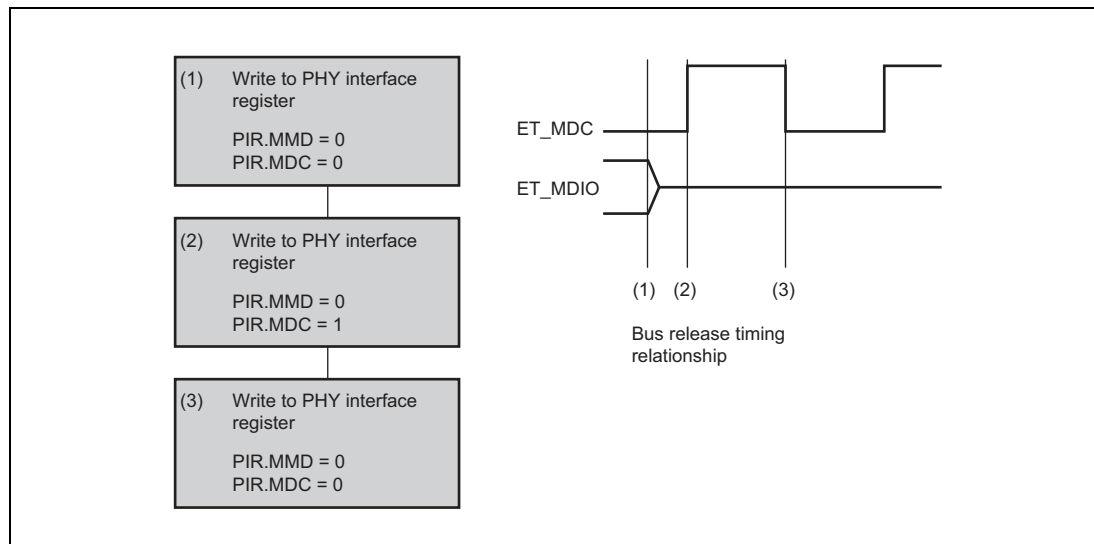 (1) Write to PHY interface
register
PIR.MMD = 0
PIR.MDC = 0
(2) Write to PHY interface
register
PIR.MMD = 0
PIR.MDC = 1
(3) Write to PHY interface
register
PIR.MMD = 0
PIR.MDC = 0
ET_MDC
ET_MDIO
(1) (2) (3)
Bus release timing
relationship